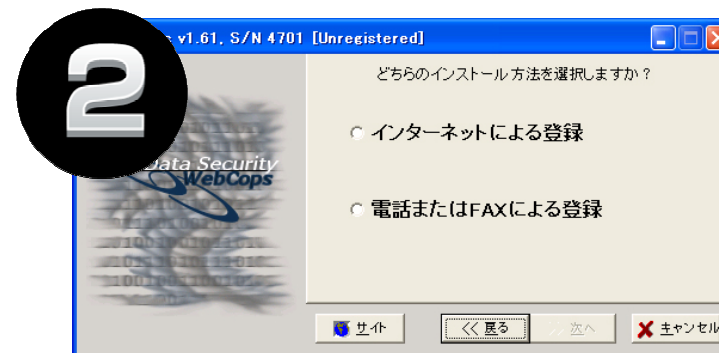 2
v1.61, S/N 4701 [Unregistered]
どちらのインストール方法を選択しますか？
インターネットによる登録
電話またはFAXによる登録
Data Security
WebCops
サイト
<< 戻る
次へ
キャンセル